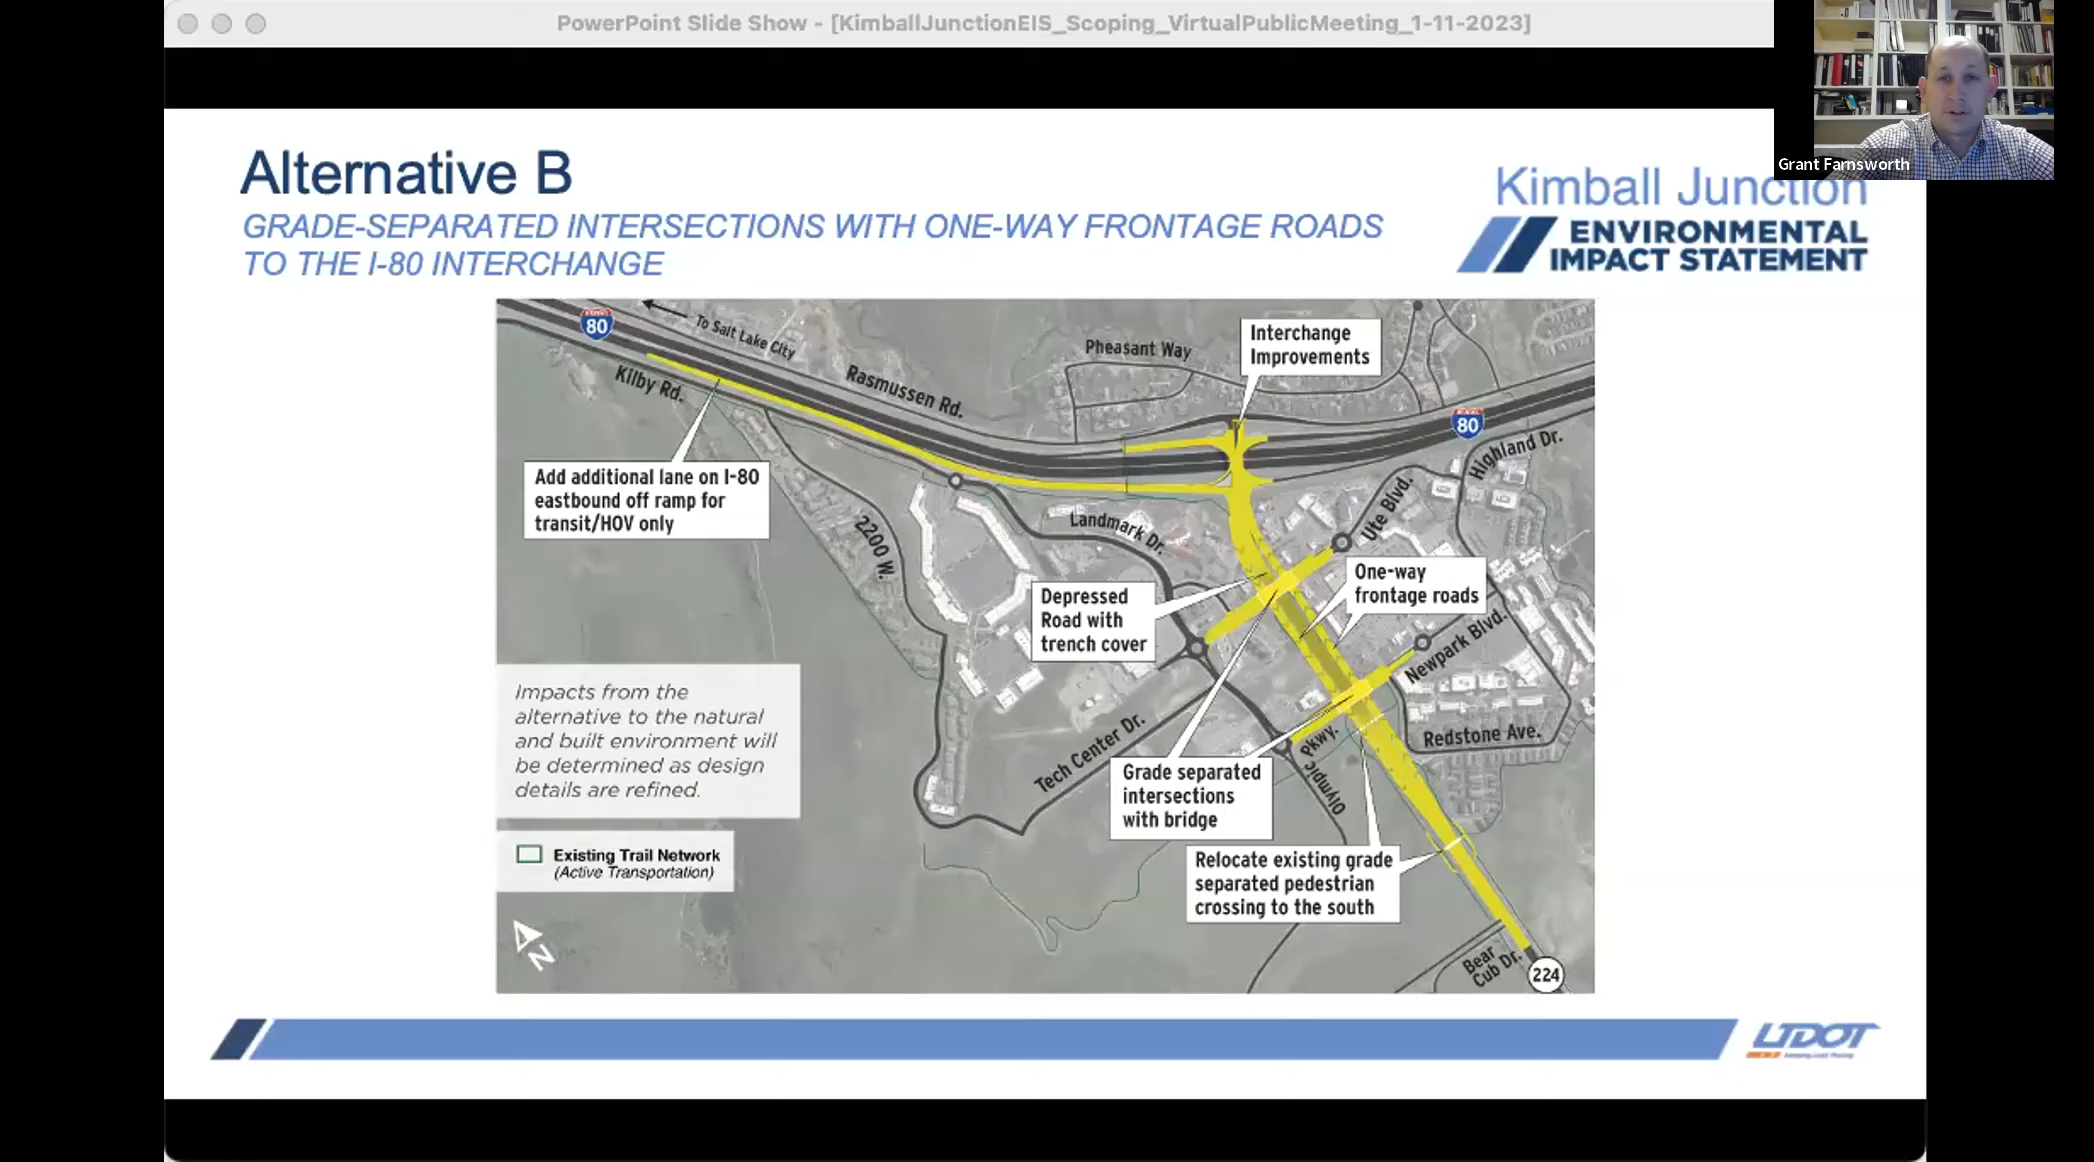 PowerPoint Slide Show - [KimballJunctionEIS_Scoping_VirtualPublicMeeting_1-11-2023]
Grant Farnsworth
Alternative B
GRADE-SEPARATED INTERSECTIONS WITH ONE-WAY FRONTAGE ROADS
TO THE I-80 INTERCHANGE
Kimball Junction
ENVIRONMENTAL
IMPACT STATEMENT
80
To Salt Lake City
Kilby Rd.
Rasmussen Rd.
Pheasant Way
Interchange
Improvements
80
Highland Dr.
Add additional lane on I-80
eastbound off ramp for
transit/HOV only
2200 W.
Landmark Dr.
Ute Blvd.
One-way
frontage roads
Depressed
Road with
trench cover
Newpark Blvd.
Redstone Ave.
Impacts from the
alternative to the natural
and built environment will
be determined as design
details are refined.
Tech Center Dr.
Olympic
Pkwy.
Grade separated
intersections
with bridge
Relocate existing grade
separated pedestrian
crossing to the south
Existing Trail Network
(Active Transportation)
N
Bear
Cub Dr.
224
UDOT